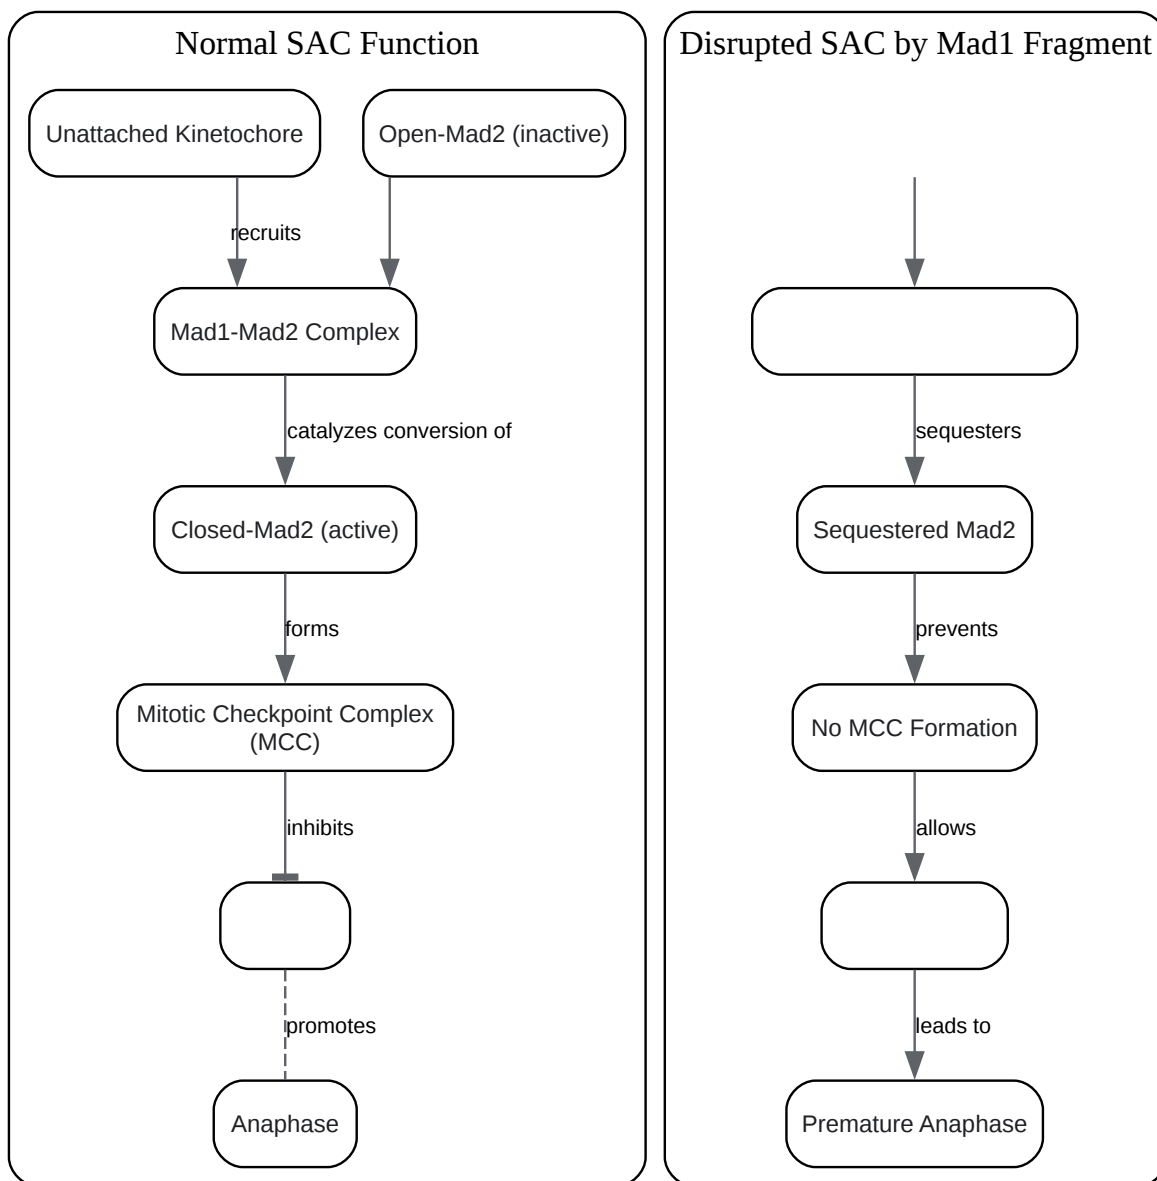 Normal SAC Function
Unattached Kinetochore
Open-Mad2 (inactive)
recruits
Mad1-Mad2 Complex
catalyzes conversion of
Closed-Mad2 (active)
forms
Mitotic Checkpoint Complex
(MCC)
inhibits
promotes
Anaphase
Disrupted SAC by Mad1 Fragment
sequesters
Sequestered Mad2
prevents
No MCC Formation
allows
leads to
Premature Anaphase